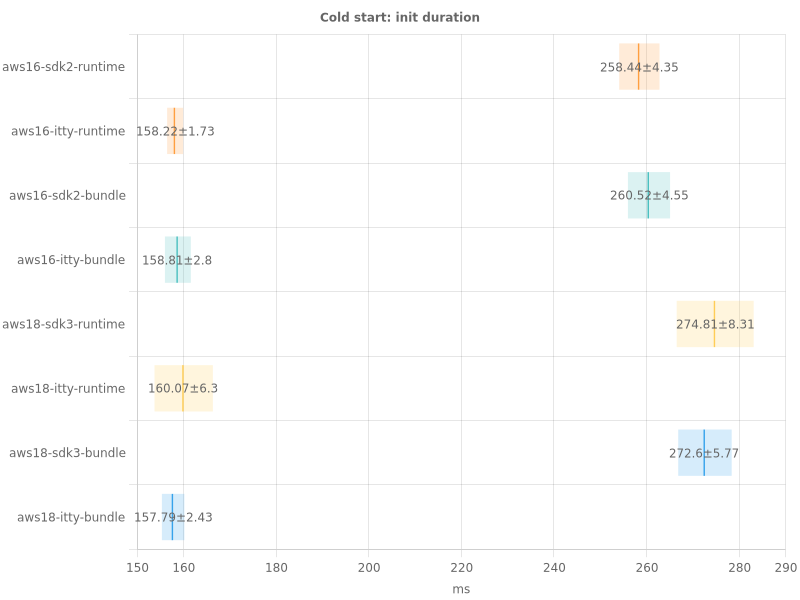 Cold start: init duration
aws16-sdk2-runtime 258.44±4.35
aws16-itty-runtime 158.22±1.73
aws16-sdk2-bundle 260.52±4.55
aws16-itty-bundle 158.81±2.8
aws18-sdk3-runtime 274.81±8.31
aws18-itty-runtime 160.07±6.3
aws18-sdk3-bundle 272.6±5.77
aws18-itty-bundle 157.79±2.43
150 160 180 200 220 240 260 280 290
ms